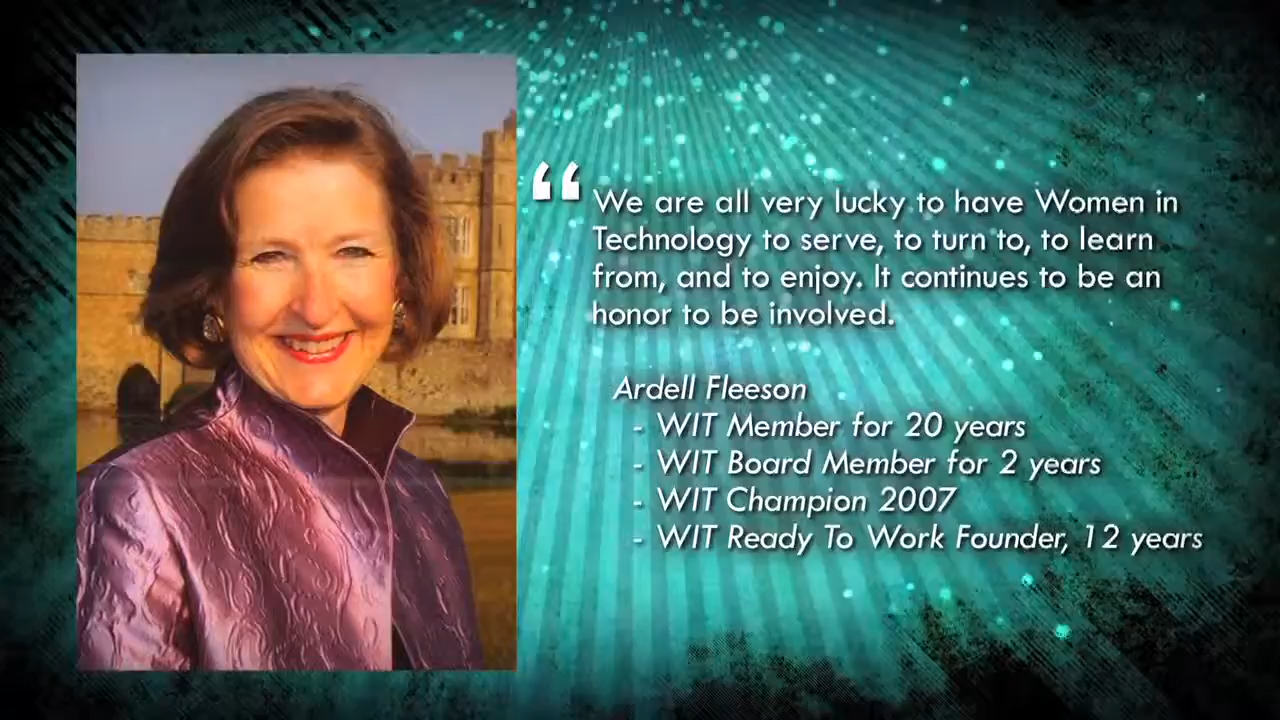 “We are all very lucky to have Women in
Technology to serve, to turn to, to learn
from, and to enjoy. It continues to be an
honor to be involved.
Ardell Fleeson
- WIT Member for 20 years
- WIT Board Member for 2 years
- WIT Champion 2007
- WIT Ready To Work Founder, 12 years